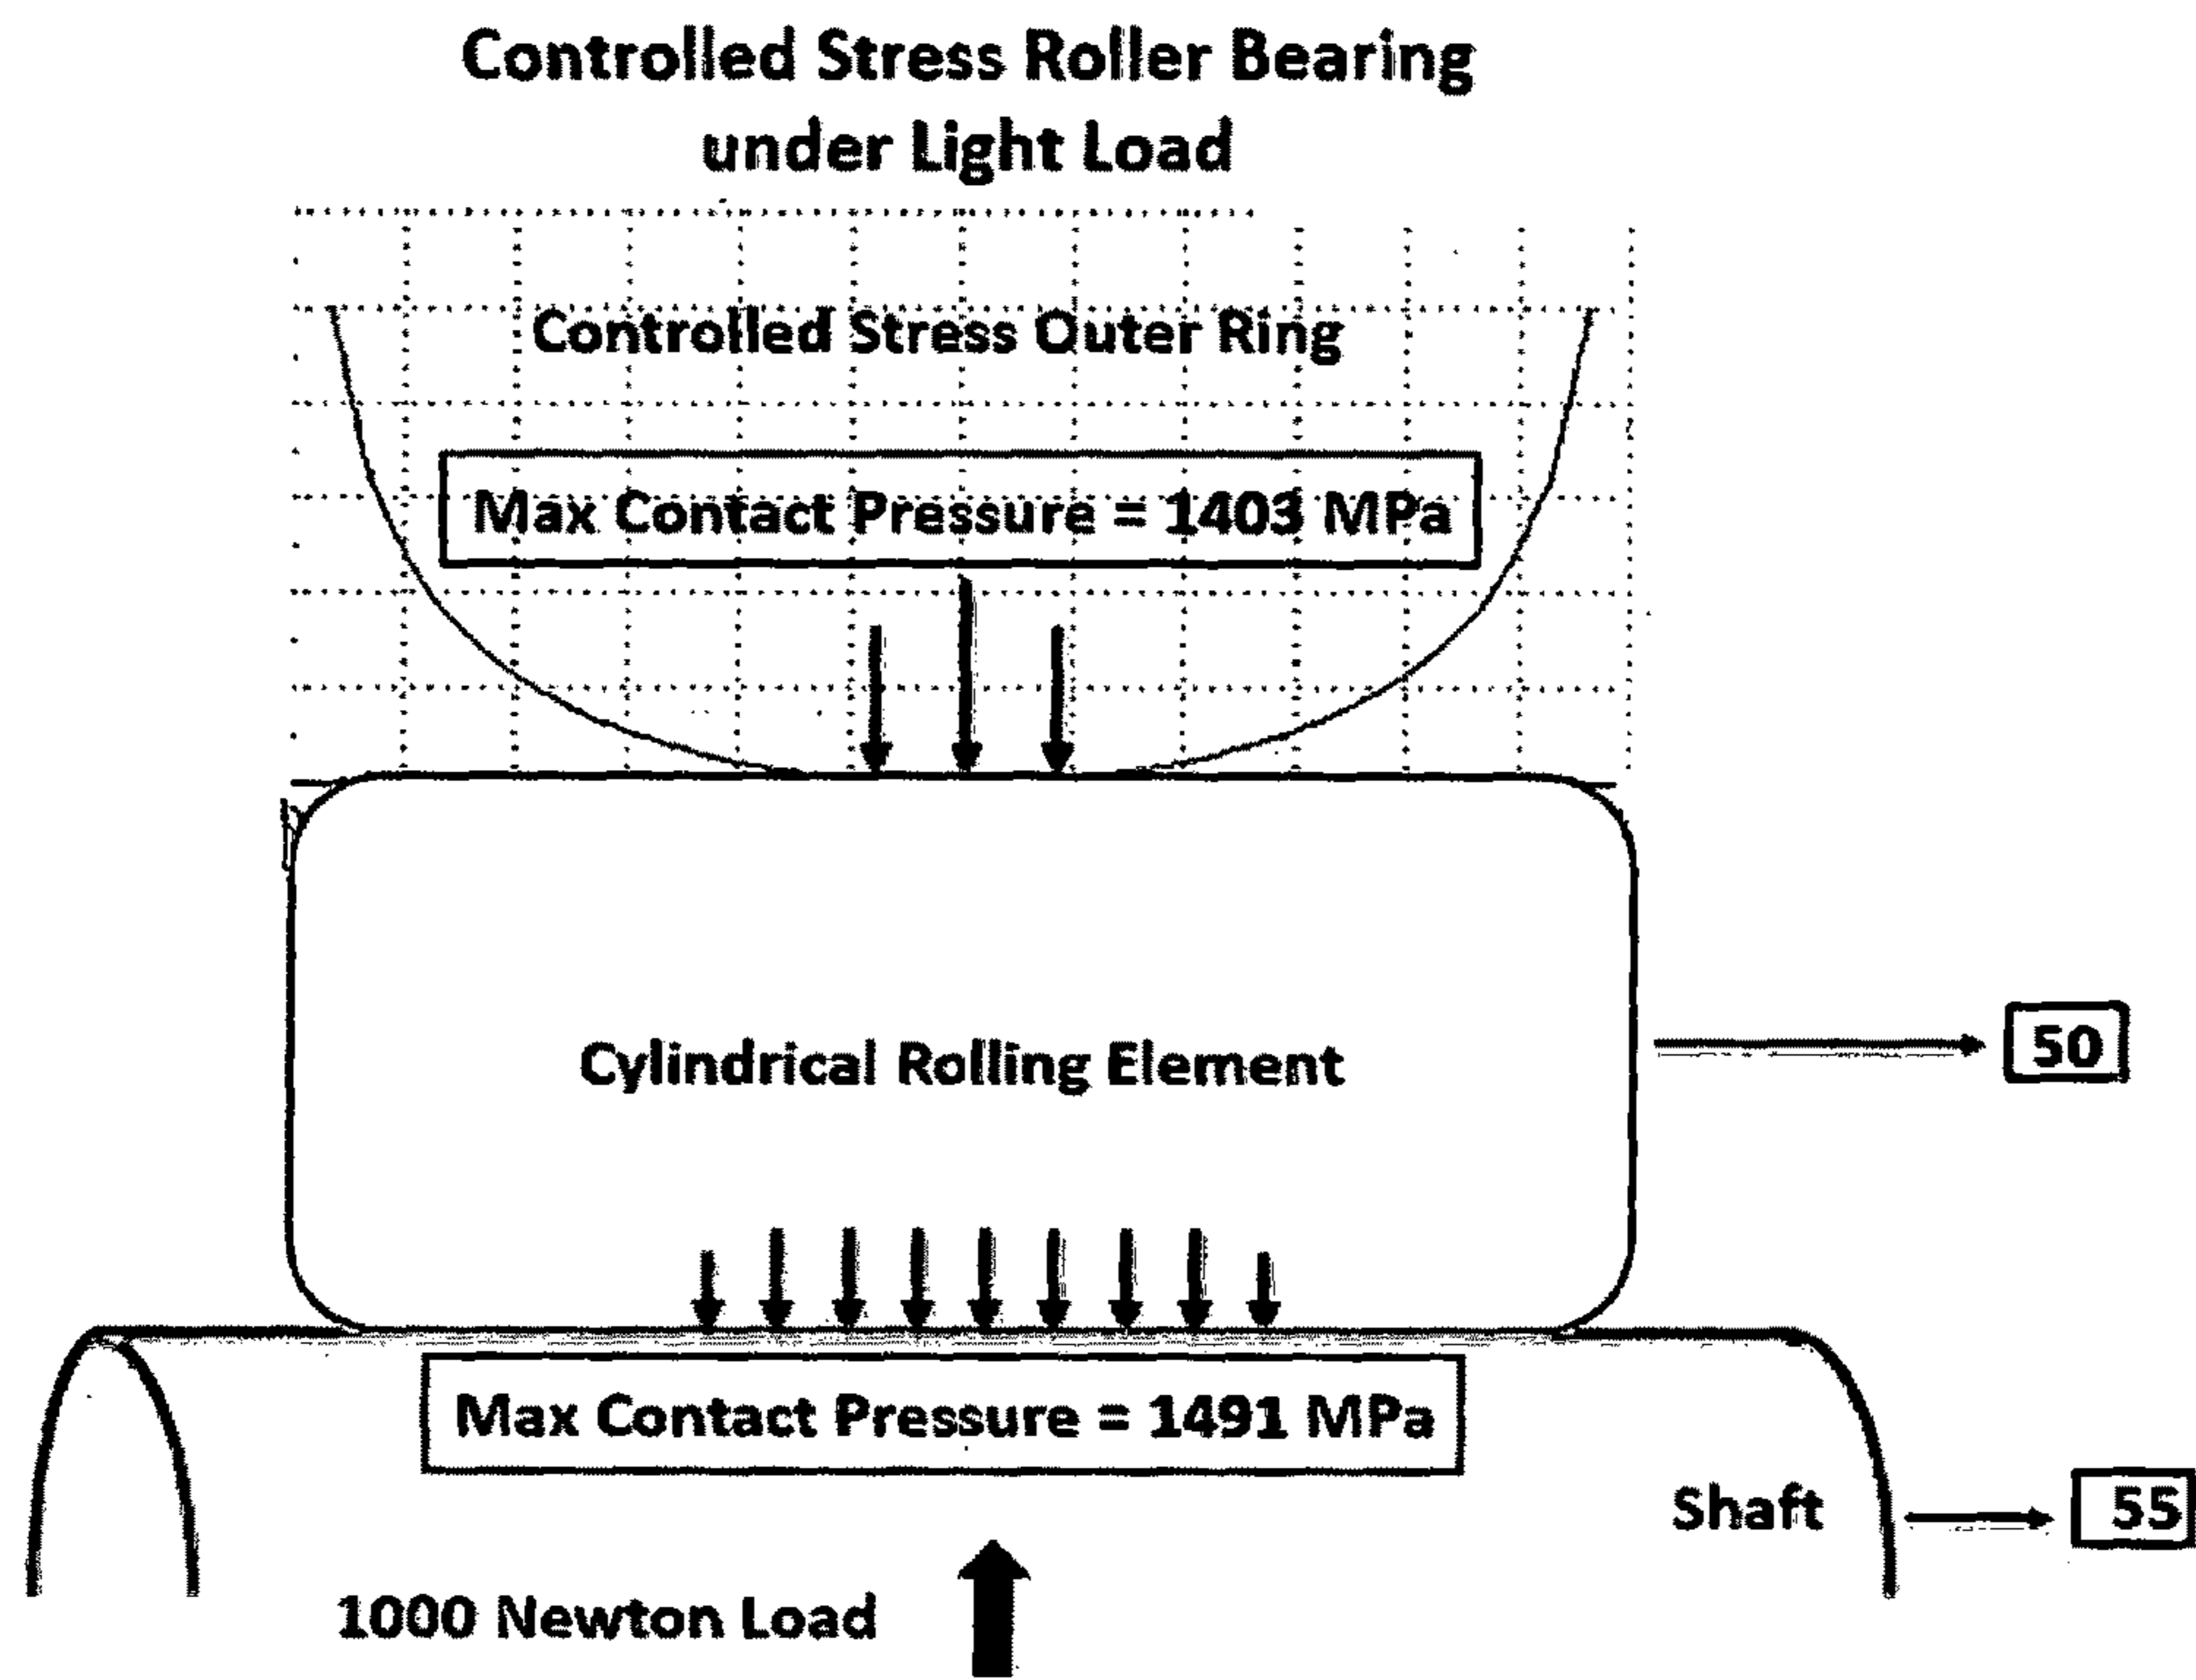 Controlled Stress Roller Bearing
under Light Load
Controlled Stress Outer Ring
Max Contact Pressure = 1403 MPa
Cylindrical Rolling Element
50
Max Contact Pressure = 1491 MPa
Shaft
55
1000 Newton Load